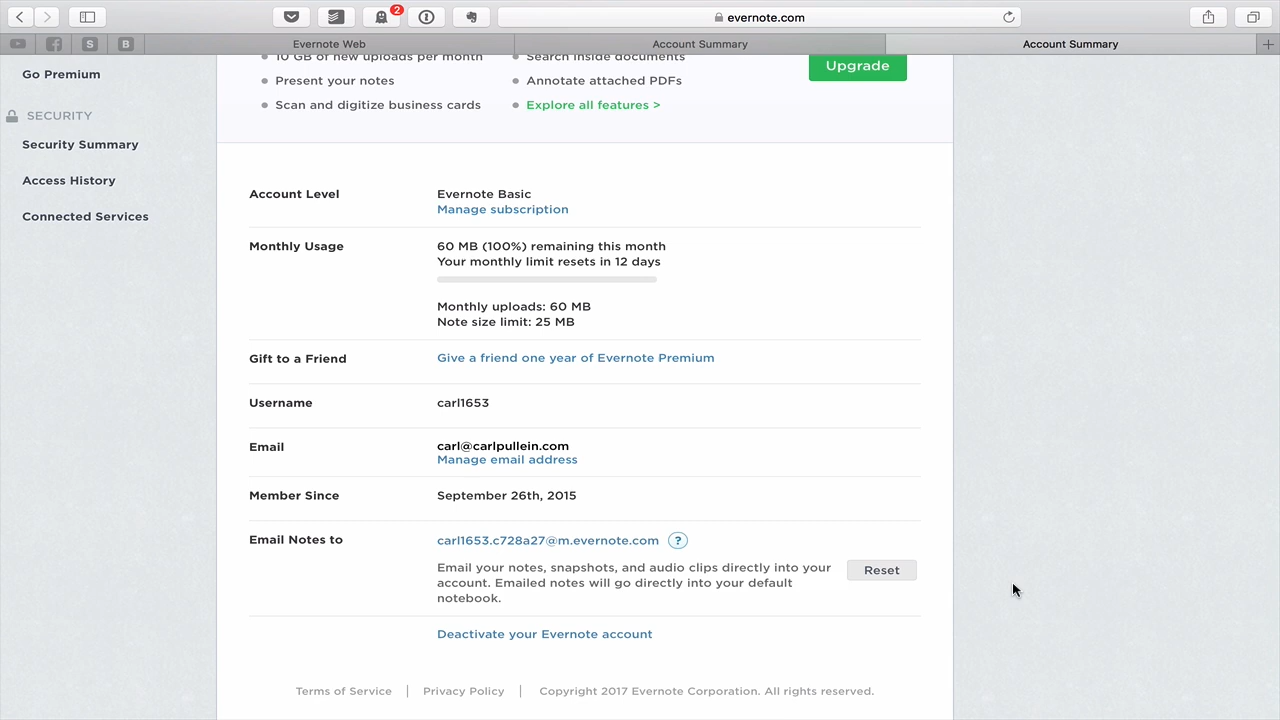 2
evernote.com
S
B
Evernote Web
Account Summary
Account Summary
Go Premium
SECURITY
Security Summary
Access History
Connected Services
10 GB of new uploads per month
Search inside documents
Present your notes
Annotate attached PDFs
Scan and digitize business cards
Explore all features >
Upgrade
Account Level
Evernote Basic
Manage subscription
Monthly Usage
60 MB (100%) remaining this month
Your monthly limit resets in 12 days
Monthly uploads: 60 MB
Note size limit: 25 MB
Gift to a Friend
Give a friend one year of Evernote Premium
Username
carl1653
Email
carl@carlpullein.com
Manage email address
Member Since
September 26th, 2015
Email Notes to
carl1653.c728a27@m.evernote.com ?
Email your notes, snapshots, and audio clips directly into your
account. Emailed notes will go directly into your default
notebook.
Reset
Deactivate your Evernote account
Terms of Service | Privacy Policy | Copyright 2017 Evernote Corporation. All rights reserved.